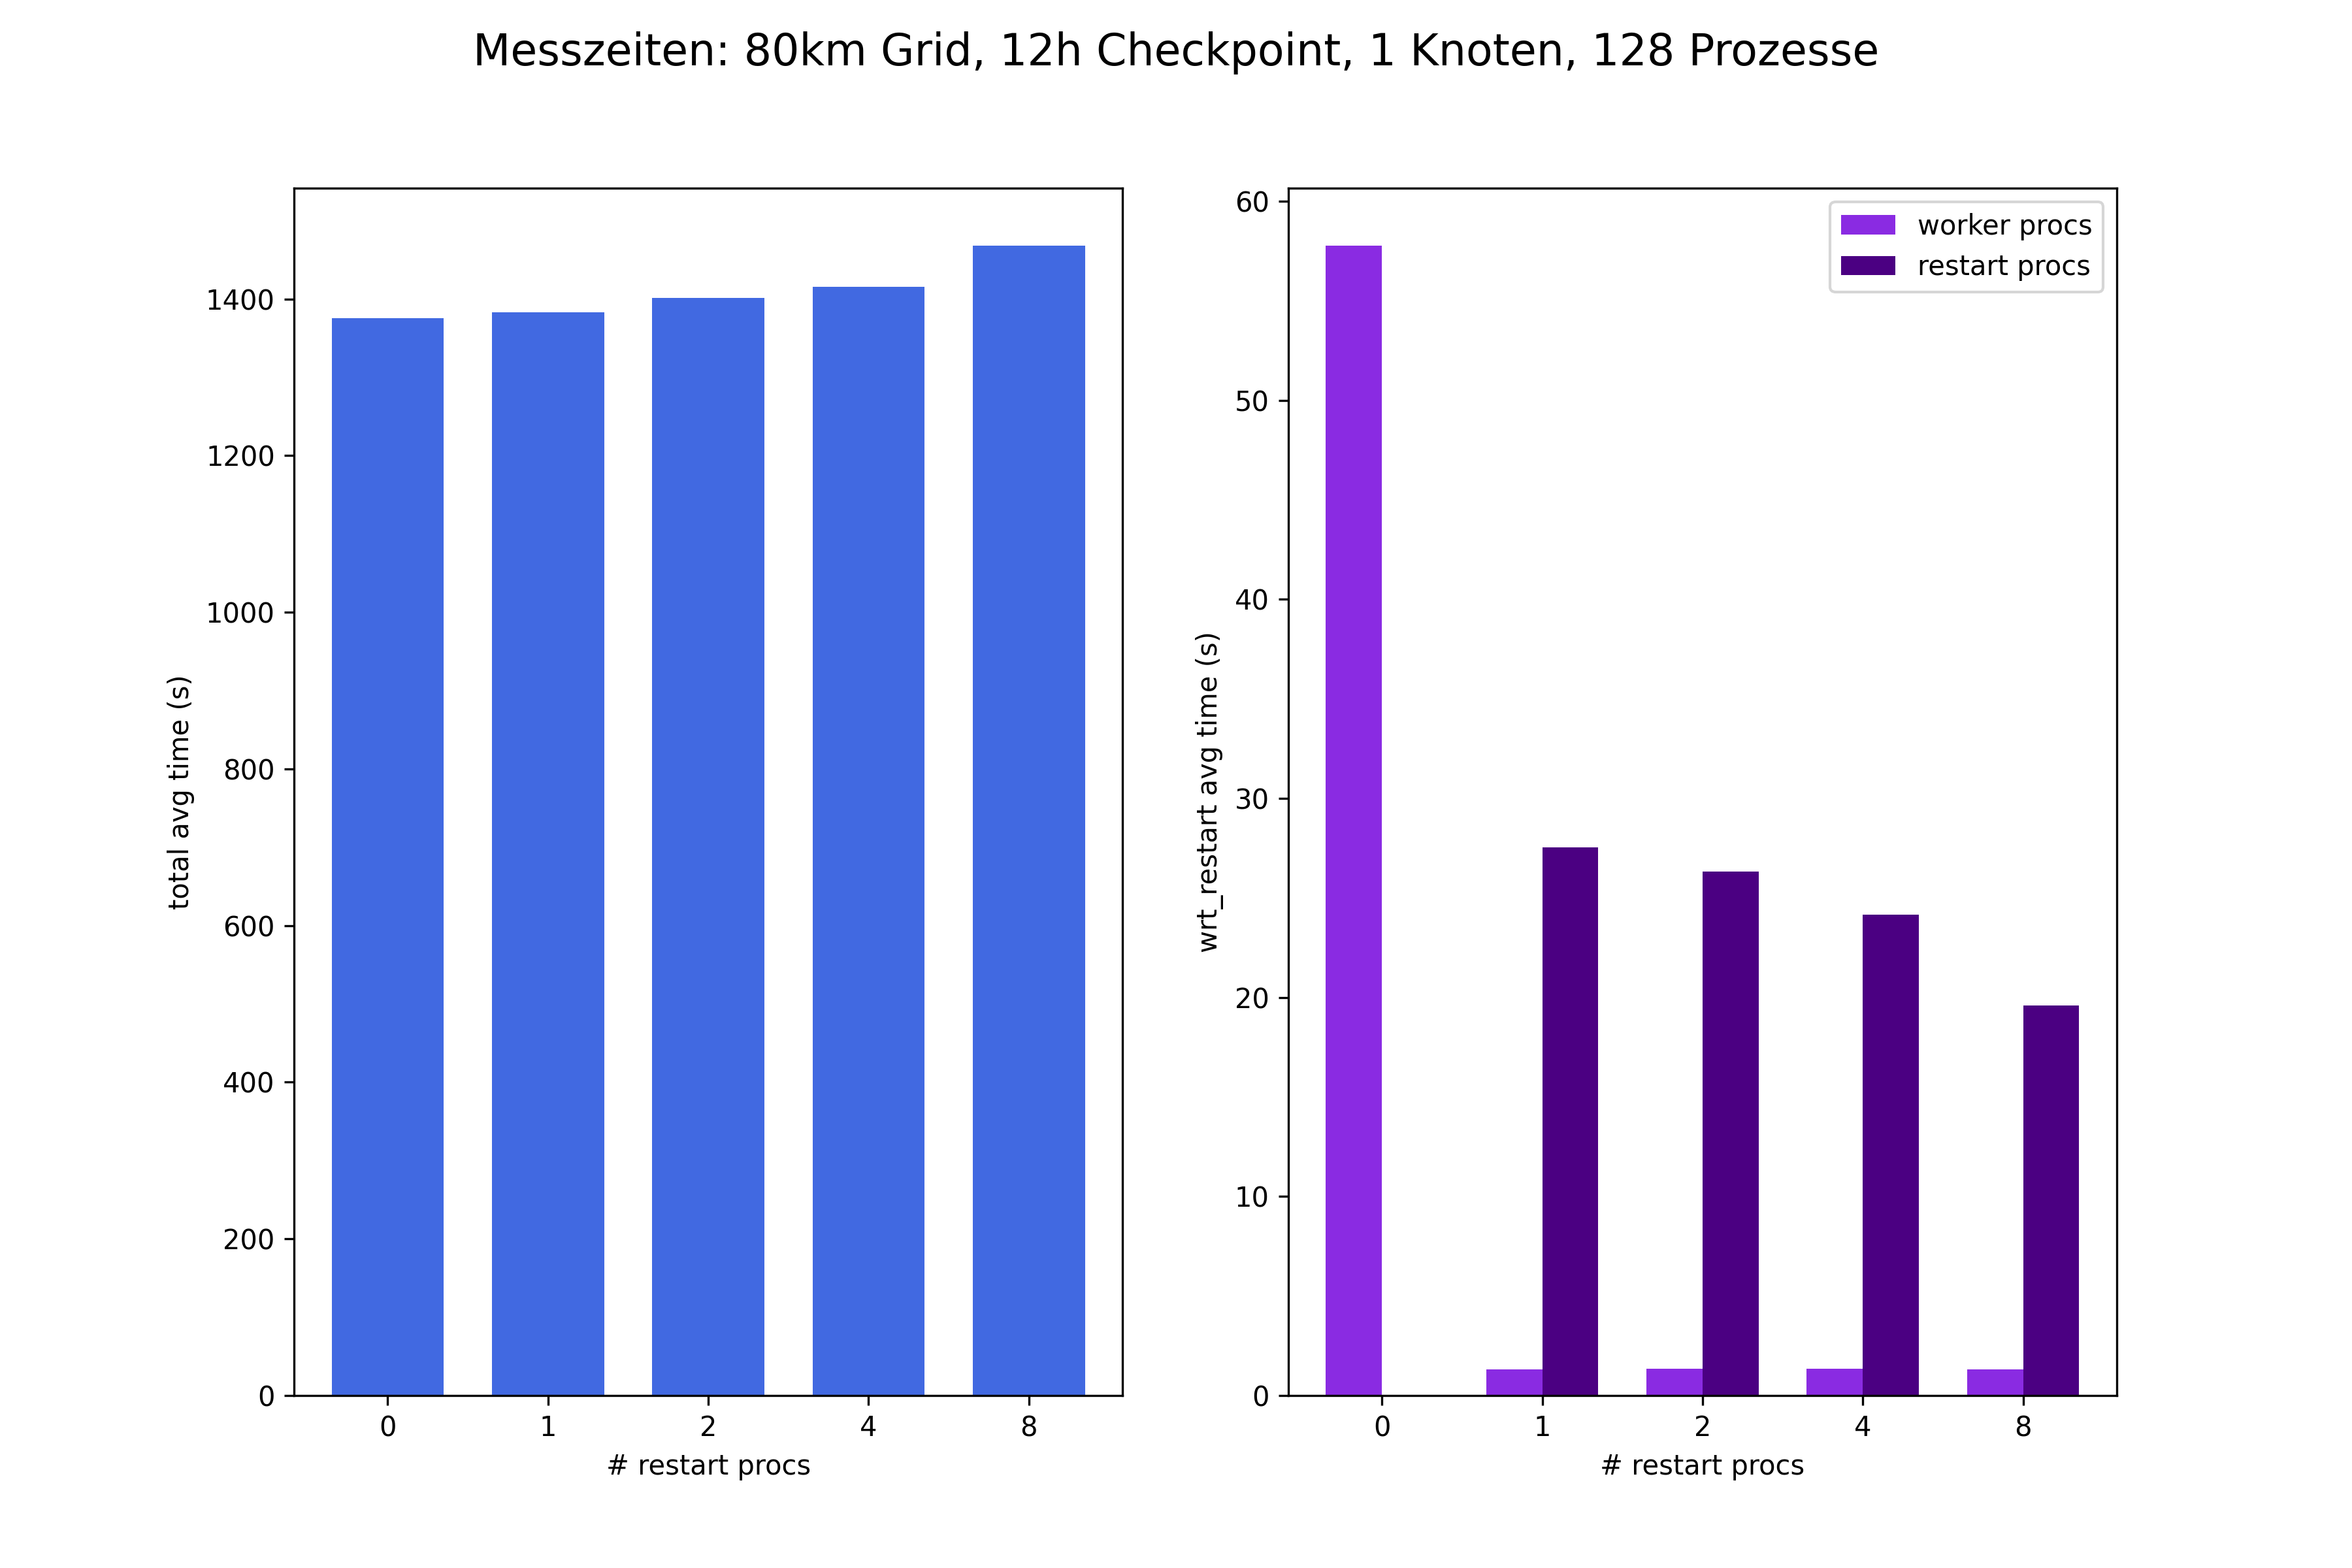 Messzeiten: 80km Grid, 12h Checkpoint, 1 Knoten, 128 Prozesse
total avg time (s)
1400
1200
1000
800
600
400
200
0
0 1 2 4 8
# restart procs
wrt_restart avg time (s)
60
50
40
30
20
10
0
0 1 2 4 8
# restart procs
worker procs
restart procs